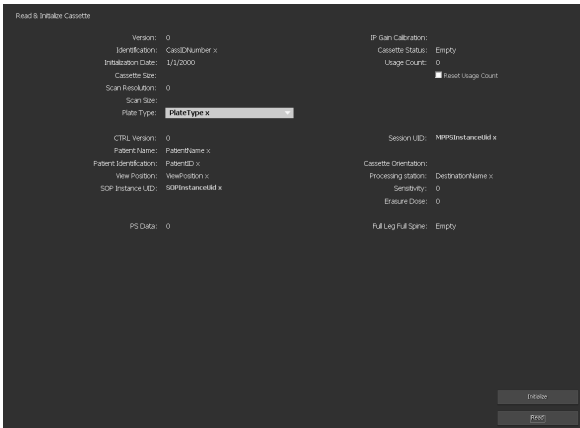 Read & Initialize Cassette
Version: 0 IP Gain Calibration:
Identification: CassIDNumber x Cassette Status: Empty
Initialization Date: 1/1/2000 Usage Count: 0
Cassette Size: Reset Usage Count
Scan Resolution: 0
Scan Size:
Plate Type: PlateType x
CTRL Version: 0 Session UID: MPPSInstanceUid x
Patient Name: PatientName x
Patient Identification: PatientID x Cassette Orientation:
View Position: ViewPosition x Processing station: DestinationName x
SOP Instance UID: SOPInstanceUid x Sensitivity: 0
Erasure Dose: 0
PS Data: 0 Full Leg Full Spine: Empty
Initialize
Read